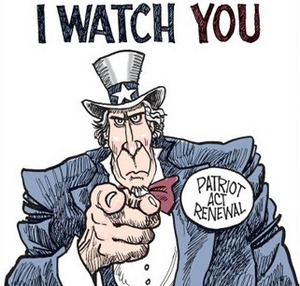 I WATCH YOU
PATRIOT
ACT
RENEWAL